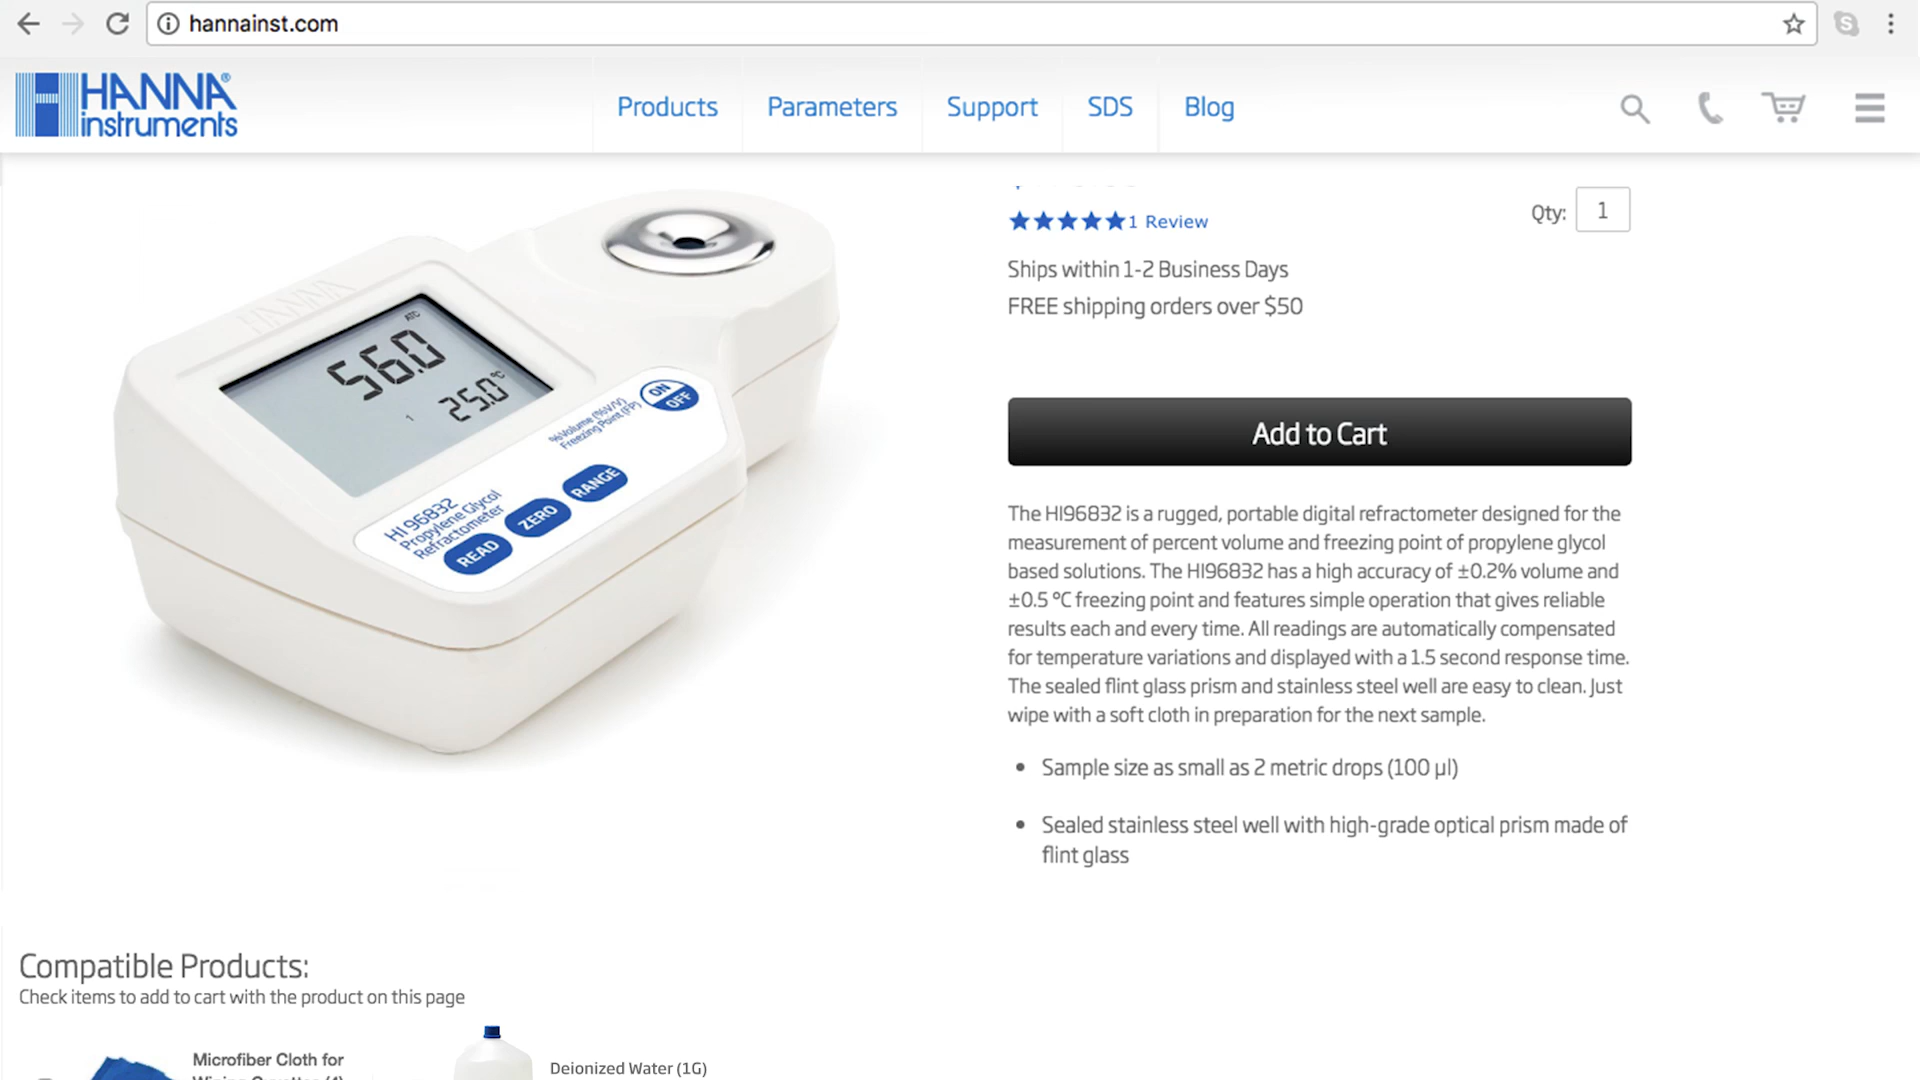 hannainst.com
HANNA®
instruments
Products
Parameters
Support
SDS
Blog
1 Review
Qty: 1
Ships within 1-2 Business Days
FREE shipping orders over $50
HANNA
ATC
56.0
25.0 °C
1
%Volume (%V/V)
Freezing Point (FP)
ON
OFF
HI 96832
Propylene Glycol
Refractometer
READ
ZERO
RANGE
Add to Cart
The HI96832 is a rugged, portable digital refractometer designed for the
measurement of percent volume and freezing point of propylene glycol
based solutions. The HI96832 has a high accuracy of ±0.2% volume and
±0.5 °C freezing point and features simple operation that gives reliable
results each and every time. All readings are automatically compensated
for temperature variations and displayed with a 1.5 second response time.
The sealed flint glass prism and stainless steel well are easy to clean. Just
wipe with a soft cloth in preparation for the next sample.
• Sample size as small as 2 metric drops (100 µl)
• Sealed stainless steel well with high-grade optical prism made of
flint glass
Compatible Products:
Check items to add to cart with the product on this page
Microfiber Cloth for
Deionized Water (1G)